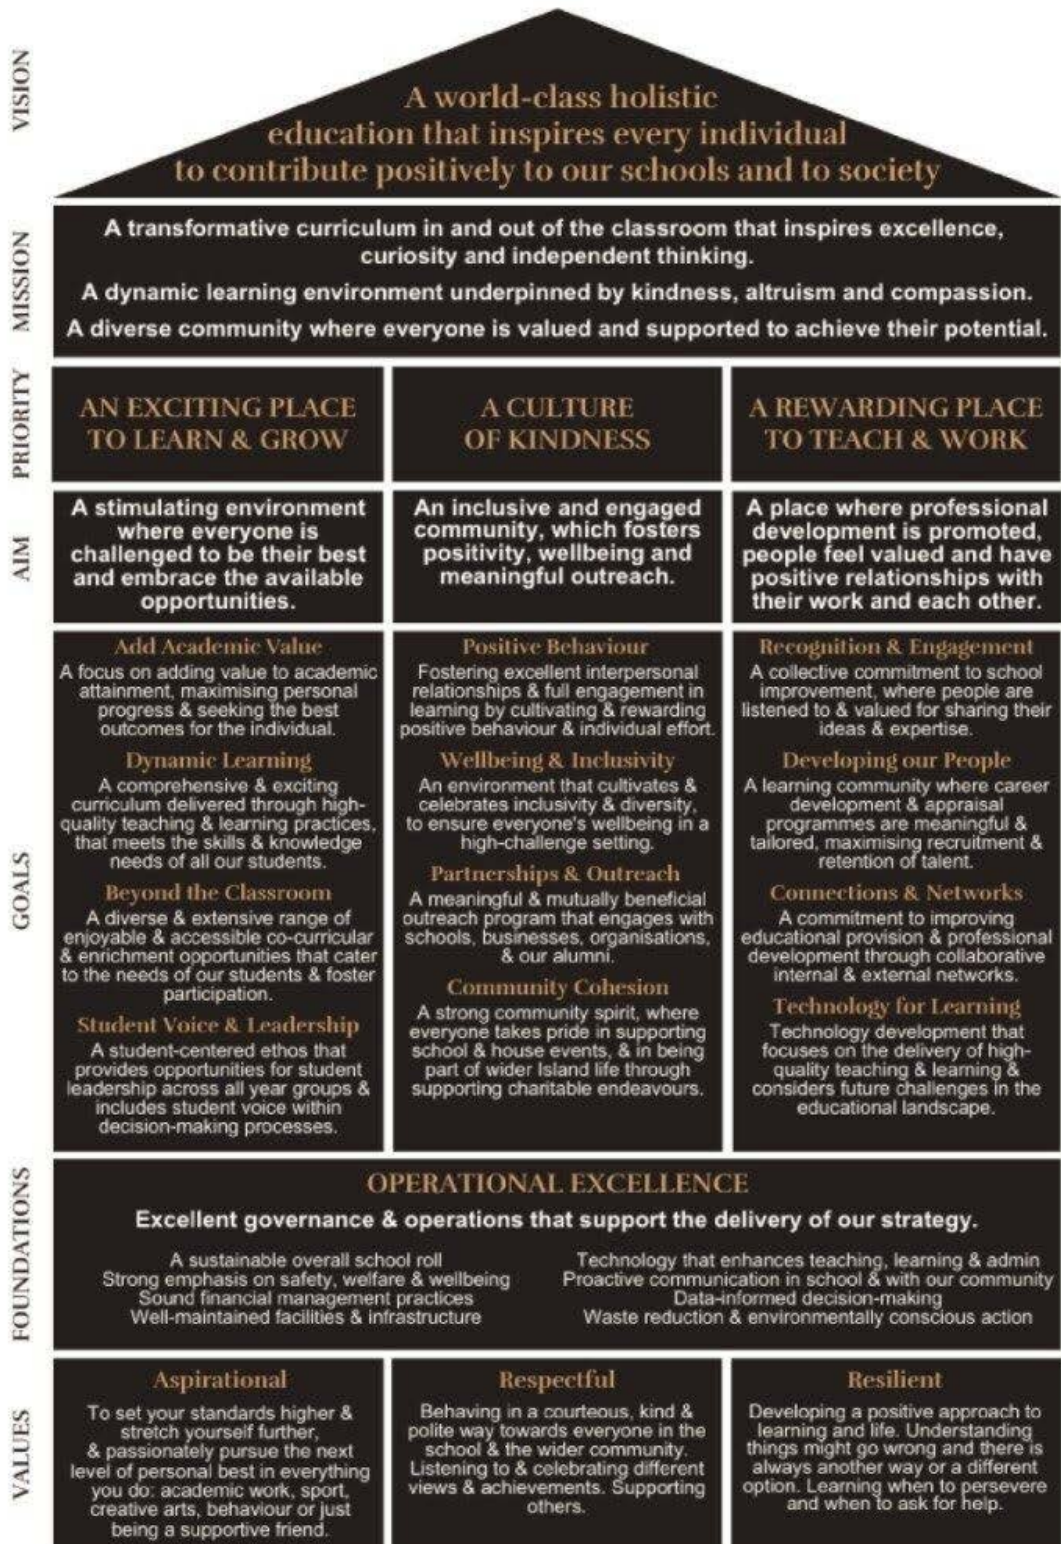 VISION
A world-class holistic
education that inspires every individual
to contribute positively to our schools and to society
MISSION
A transformative curriculum in and out of the classroom that inspires excellence,
curiosity and independent thinking.
A dynamic learning environment underpinned by kindness, altruism and compassion.
A diverse community where everyone is valued and supported to achieve their potential.
PRIORITY
AN EXCITING PLACE
TO LEARN & GROW
A CULTURE
OF KINDNESS
A REWARDING PLACE
TO TEACH & WORK
AIM
A stimulating environment
where everyone is
challenged to be their best
and embrace the available
opportunities.
An inclusive and engaged
community, which fosters
positivity, wellbeing and
meaningful outreach.
A place where professional
development is promoted,
people feel valued and have
positive relationships with
their work and each other.
GOALS
Add Academic Value
A focus on adding value to academic
attainment, maximising personal
progress & seeking the best
outcomes for the individual.
Dynamic Learning
A comprehensive & exciting
curriculum delivered through high-
quality teaching & learning practices,
that meets the skills & knowledge
needs of all our students.
Beyond the Classroom
A diverse & extensive range of
enjoyable & accessible co-curricular
& enrichment opportunities that cater
to the needs of our students & foster
participation.
Student Voice & Leadership
A student-centered ethos that
provides opportunities for student
leadership across all year groups &
includes student voice within
decision-making processes.
Positive Behaviour
Fostering excellent interpersonal
relationships & full engagement in
learning by cultivating & rewarding
positive behaviour & individual effort.
Wellbeing & Inclusivity
An environment that cultivates &
celebrates inclusivity & diversity,
to ensure everyone's wellbeing in a
high-challenge setting.
Partnerships & Outreach
A meaningful & mutually beneficial
outreach program that engages with
schools, businesses, organisations,
& our alumni.
Community Cohesion
A strong community spirit, where
everyone takes pride in supporting
school & house events, & in being
part of wider Island life through
supporting charitable endeavours.
Recognition & Engagement
A collective commitment to school
improvement, where people are
listened to & valued for sharing their
ideas & expertise.
Developing our People
A learning community where career
development & appraisal
programmes are meaningful &
tailored, maximising recruitment &
retention of talent.
Connections & Networks
A commitment to improving
educational provision & professional
development through collaborative
internal & external networks.
Technology for Learning
Technology development that
focuses on the delivery of high-
quality teaching & learning &
considers future challenges in the
educational landscape.
FOUNDATIONS
OPERATIONAL EXCELLENCE
Excellent governance & operations that support the delivery of our strategy.
A sustainable overall school roll
Strong emphasis on safety, welfare & wellbeing
Sound financial management practices
Well-maintained facilities & infrastructure
Technology that enhances teaching, learning & admin
Proactive communication in school & with our community
Data-informed decision-making
Waste reduction & environmentally conscious action
VALUES
Aspirational
To set your standards higher &
stretch yourself further,
& passionately pursue the next
level of personal best in everything
you do: academic work, sport,
creative arts, behaviour or just
being a supportive friend.
Respectful
Behaving in a courteous, kind &
polite way towards everyone in the
school & the wider community.
Listening to & celebrating different
views & achievements. Supporting
others.
Resilient
Developing a positive approach to
learning and life. Understanding
things might go wrong and there is
always another way or a different
option. Learning when to persevere
and when to ask for help.